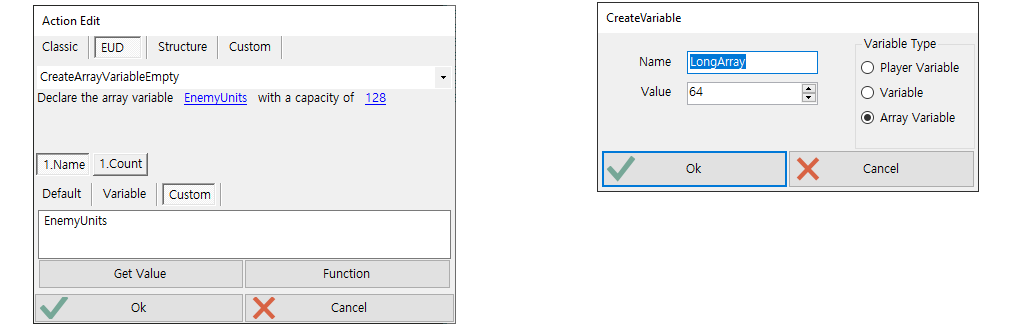 Action Edit
Classic EUD Structure Custom
CreateArrayVariableEmpty
Declare the array variable EnemyUnits with a capacity of 128
1.Name 1.Count
Default Variable Custom
EnemyUnits
Get Value Function
Ok Cancel
CreateVariable
Name LongArray
Value 64
Variable Type
Player Variable
Variable
Array Variable
Ok Cancel